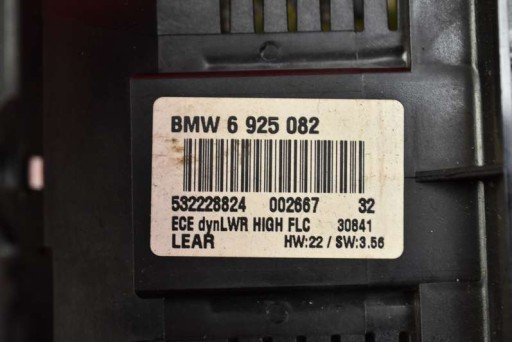 BMW 6 925 082
532228824 002667 32
ECE dynLWR HIGH FLC 30841
LEAR HW:22 / SW:3.56